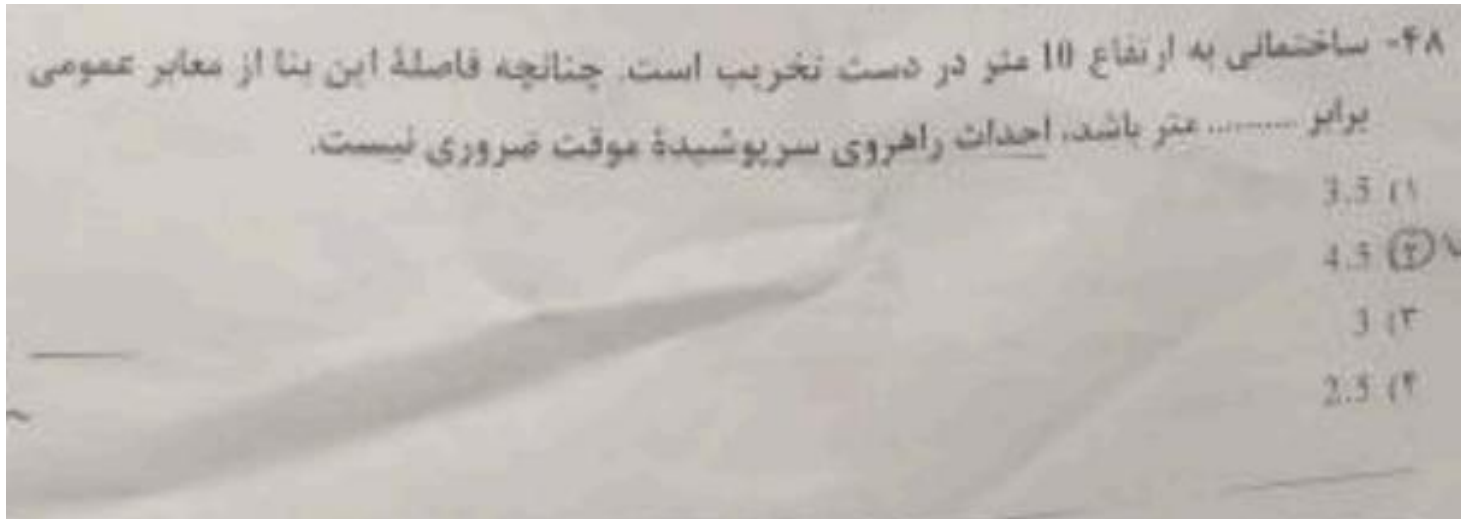 ۴۸- ساختمانی به ارتفاع 10 متر در دست تخریب است. چنانچه فاصلهٔ این بنا از معابر عمومی
برابر ......... متر باشد، احداث راهروی سرپوشیدهٔ موقت ضروری نیست.
۱) 3.5
۲) 4.5
۳) 3
۴) 2.5